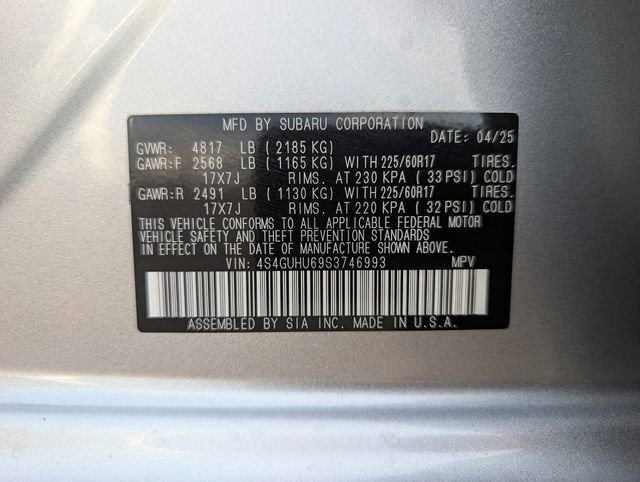 MFD BY SUBARU CORPORATION
DATE: 04/25
GVWR: 4817 LB ( 2185 KG)
GAWR:F 2568 LB ( 1165 KG) WITH 225/60R17 TIRES.
17X7J RIMS. AT 230 KPA ( 33 PSI) COLD
GAWR:R 2491 LB ( 1130 KG) WITH 225/60R17 TIRES.
17X7J RIMS. AT 220 KPA ( 32 PSI) COLD
THIS VEHICLE CONFORMS TO ALL APPLICABLE FEDERAL MOTOR
VEHICLE SAFETY AND THEFT PREVENTION STANDARDS
IN EFFECT ON THE DATE OF MANUFACTURE SHOWN ABOVE.
VIN: 4S4GUHU69S3746993 MPV
ASSEMBLED BY SIA INC. MADE IN U.S.A.